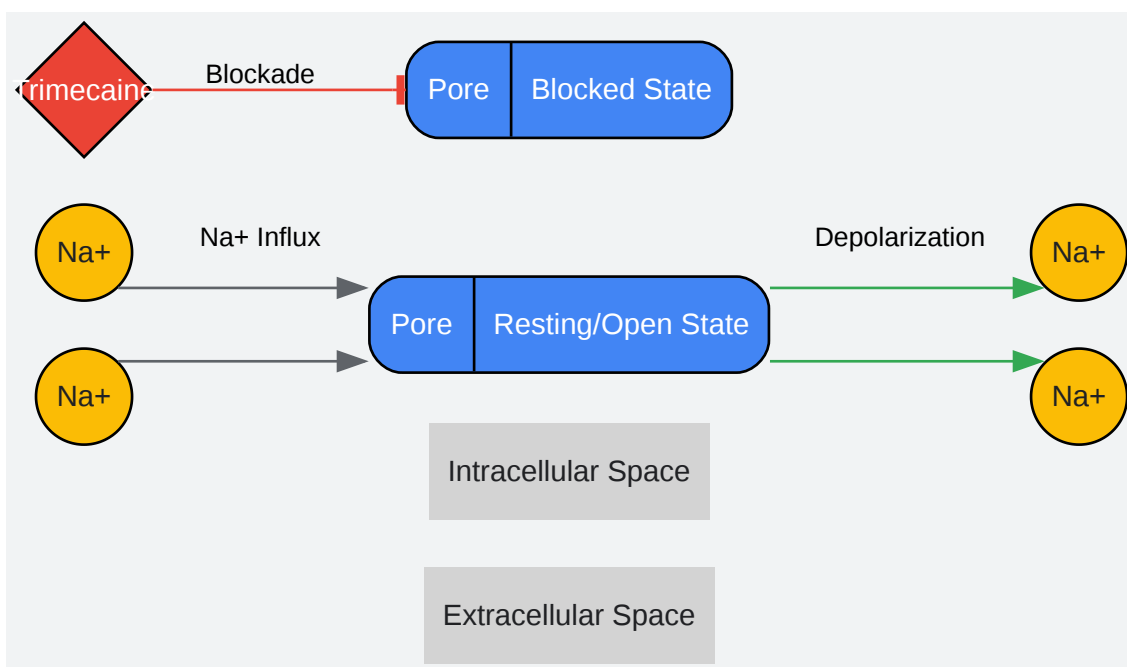 Trimecaine
Blockade
Pore
Blocked State
Na+
Na+ Influx
Depolarization
Na+
Pore
Resting/Open State
Na+
Na+
Intracellular Space
Extracellular Space